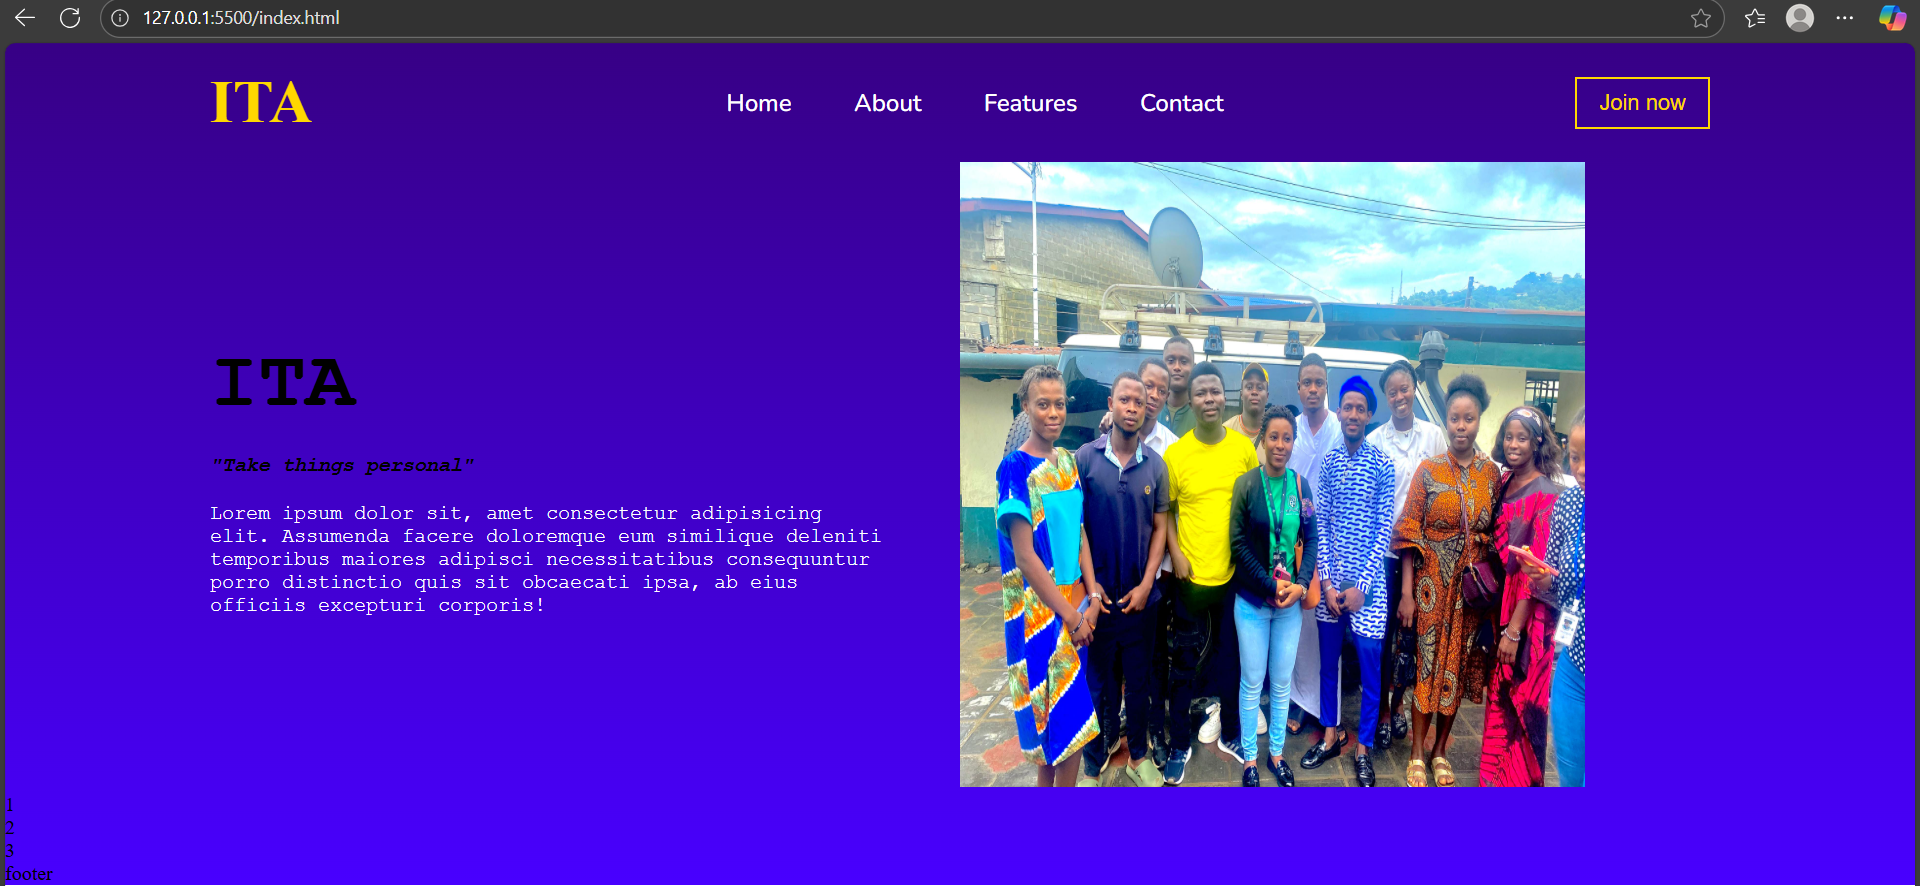 127.0.0.1:5500/index.html
ITA
Home
About
Features
Contact
Join now
ITA
"Take things personal"
Lorem ipsum dolor sit, amet consectetur adipisicing
elit. Assumenda facere doloremque eum similique deleniti
temporibus maiores adipisci necessitatibus consequuntur
porro distinctio quis sit obcaecati ipsa, ab eius
officiis excepturi corporis!
1
2
3
footer